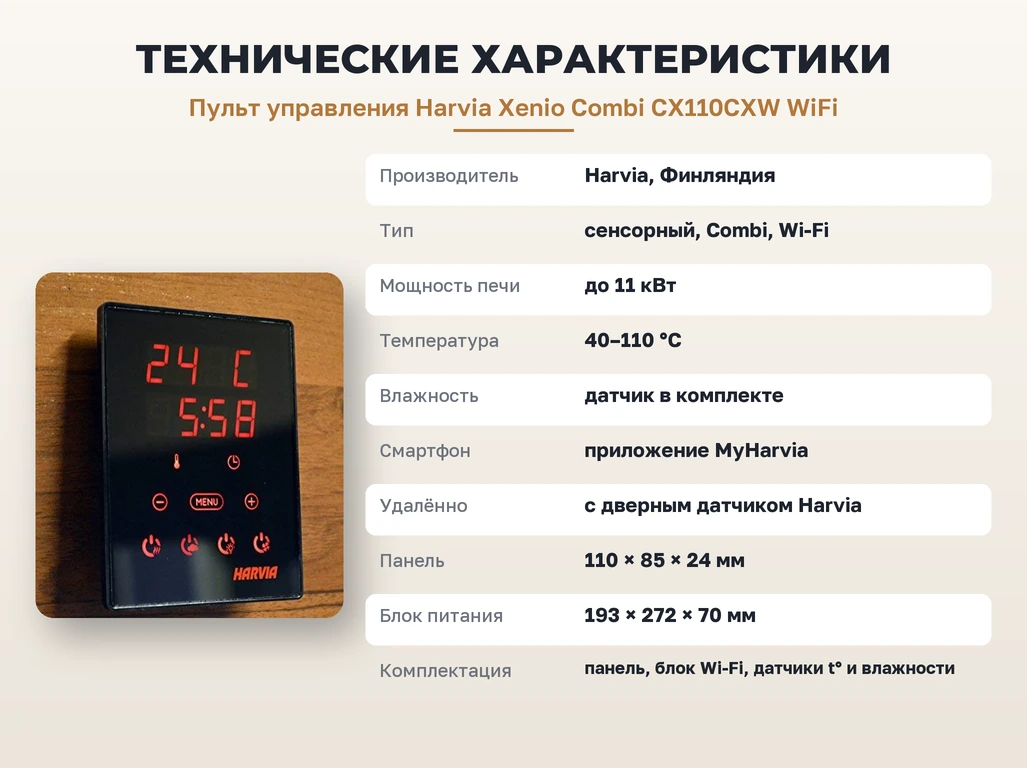 ТЕХНИЧЕСКИЕ ХАРАКТЕРИСТИКИ
Пульт управления Harvia Xenio Combi CX110CXW WiFi
Производитель Harvia, Финляндия
Тип сенсорный, Combi, Wi-Fi
Мощность печи до 11 кВт
Температура 40–110 °C
Влажность датчик в комплекте
Смартфон приложение MyHarvia
Удалённо с дверным датчиком Harvia
Панель 110 × 85 × 24 мм
Блок питания 193 × 272 × 70 мм
Комплектация панель, блок Wi-Fi, датчики t° и влажности
24 C
5:58
MENU
HARVIA